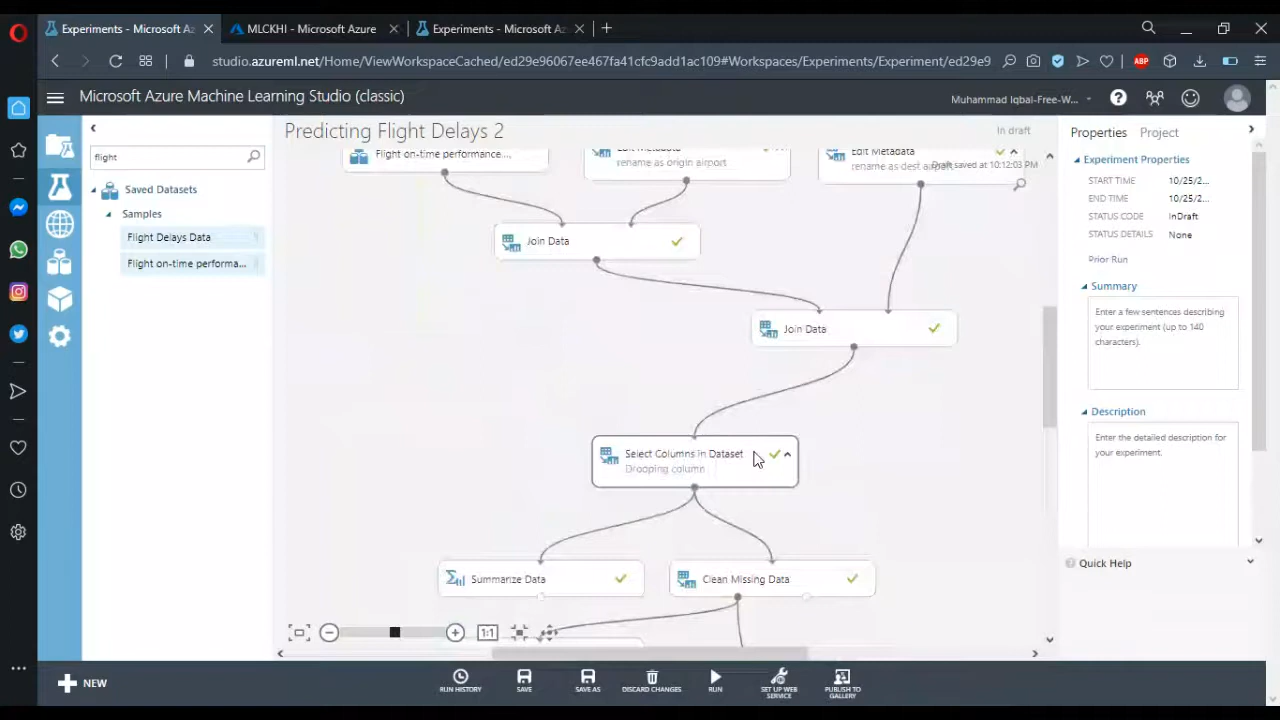 Experiments - Microsoft Az
MLCKHI - Microsoft Azure
Experiments - Microsoft Az
studio.azureml.net/Home/ViewWorkspaceCached/ed29e96067ee467fa41cfc9add1ac109#Workspaces/Experiments/Experiment/ed29e9
ABP
Microsoft Azure Machine Learning Studio (classic)
Muhammad Iqbal-Free-W...
flight
Saved Datasets
Samples
Flight Delays Data
Flight on-time performa...
Predicting Flight Delays 2
In draft
Draft saved at 10:12:03 PM
Flight on-time performance...
Edit Metadata
rename as origin airport
Edit Metadata
rename as dest airport
Join Data
Join Data
Select Columns in Dataset
Drooping column
Summarize Data
Clean Missing Data
1:1
Properties
Project
Experiment Properties
START TIME 10/25/2...
END TIME 10/25/2...
STATUS CODE InDraft
STATUS DETAILS None
Prior Run
Summary
Enter a few sentences describing
your experiment (up to 140
characters).
Description
Enter the detailed description for
your experiment.
Quick Help
NEW
RUN HISTORY
SAVE
SAVE AS
DISCARD CHANGES
RUN
SET UP WEB
SERVICE
PUBLISH TO
GALLERY